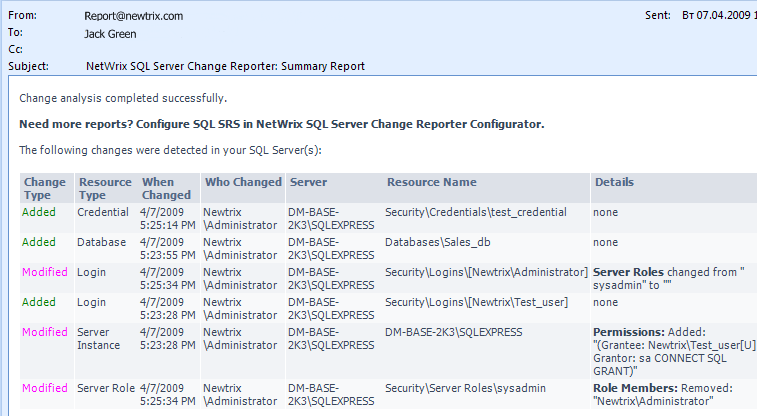 From: Report@newtrix.com Sent: Вт 07.04.2009 1
To: Jack Green
Cc:
Subject: NetWrix SQL Server Change Reporter: Summary Report
Change analysis completed successfully.
Need more reports? Configure SQL SRS in NetWrix SQL Server Change Reporter Configurator.
The following changes were detected in your SQL Server(s):
Change Resource When Who Changed Server Resource Name Details
Type Type Changed
Added Credential 4/7/2009 Newtrix DM-BASE- Security\Credentials\test_credential none
5:25:14 PM \Administrator 2K3\SQLEXPRESS
Added Database 4/7/2009 Newtrix DM-BASE- Databases\Sales_db none
5:23:55 PM \Administrator 2K3\SQLEXPRESS
Modified Login 4/7/2009 Newtrix DM-BASE- Security\Logins\[Newtrix\Administrator] Server Roles changed from "
5:25:34 PM \Administrator 2K3\SQLEXPRESS sysadmin" to ""
Added Login 4/7/2009 Newtrix DM-BASE- Security\Logins\[Newtrix\Test_user] none
5:23:28 PM \Administrator 2K3\SQLEXPRESS
Modified Server 4/7/2009 Newtrix DM-BASE- DM-BASE-2K3\SQLEXPRESS Permissions: Added:
Instance 5:23:28 PM \Administrator 2K3\SQLEXPRESS "(Grantee: Newtrix\Test_user[U]
Grantor: sa CONNECT SQL
GRANT)"
Modified Server Role 4/7/2009 Newtrix DM-BASE- Security\Server Roles\sysadmin Role Members: Removed:
5:25:34 PM \Administrator 2K3\SQLEXPRESS "Newtrix\Administrator"